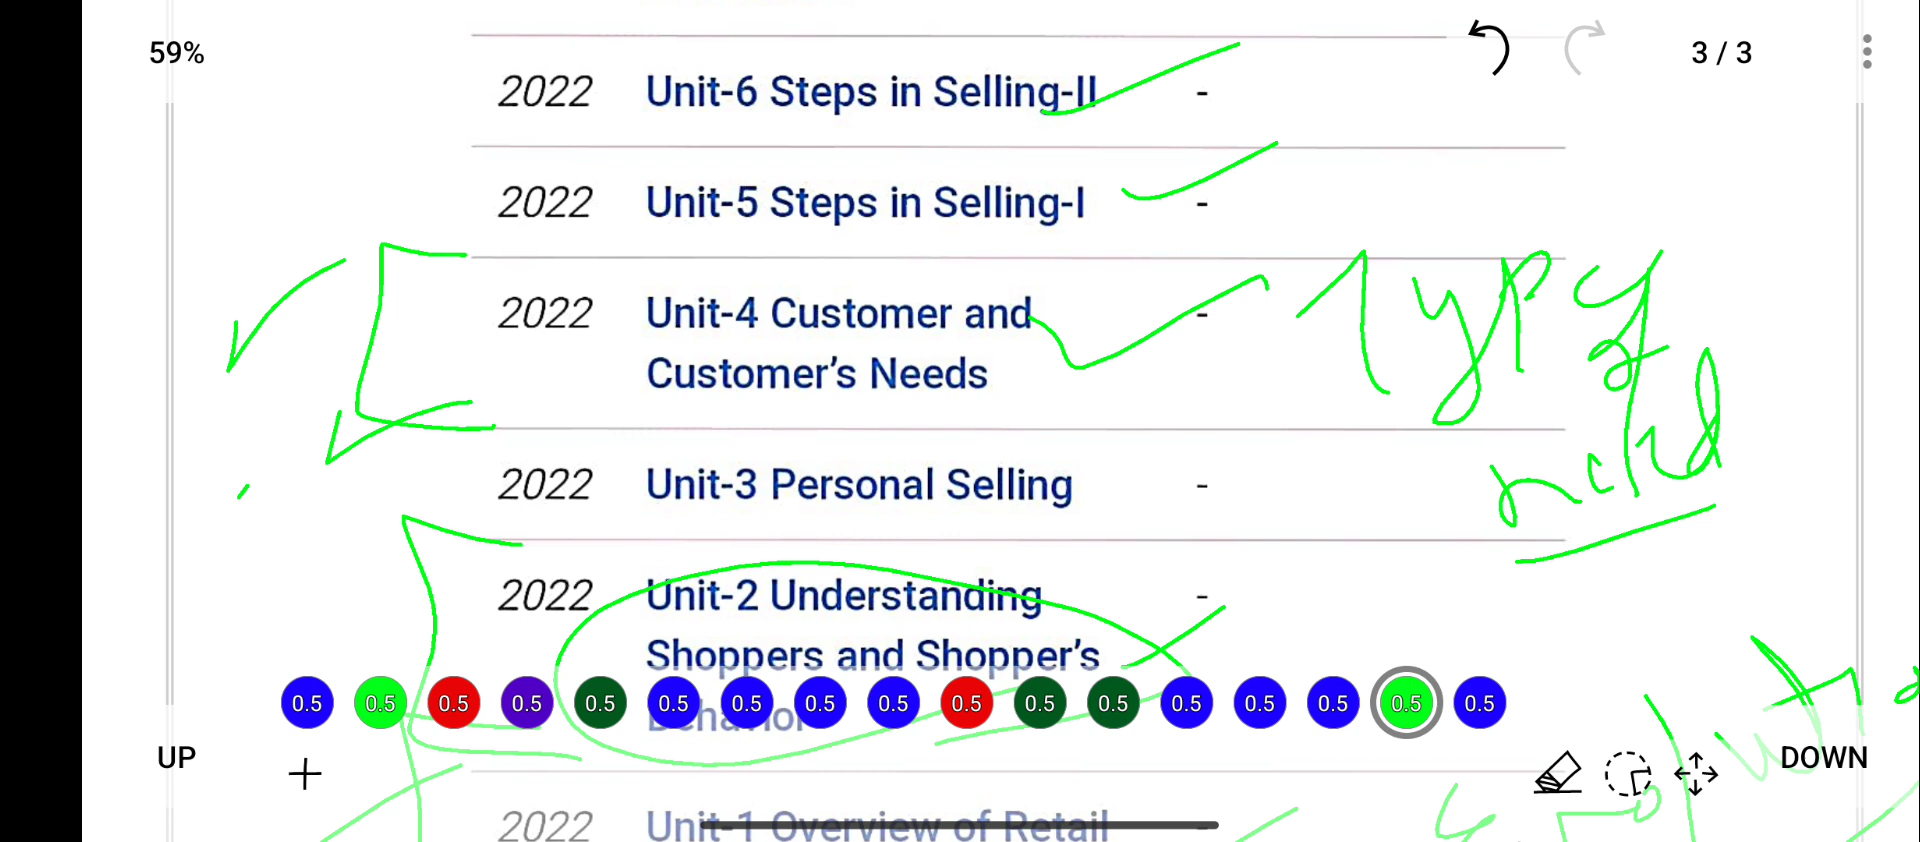 59%
3 / 3
2022 Unit-6 Steps in Selling-II -
2022 Unit-5 Steps in Selling-I -
2022 Unit-4 Customer and -
Customer's Needs
Type
2022 Unit-3 Personal Selling -
2022 Unit-2 Understanding -
Shoppers and Shopper's
Behavior
0.5 0.5 0.5 0.5 0.5 0.5 0.5 0.5 0.5 0.5 0.5 0.5 0.5 0.5 0.5 0.5 0.5
UP
DOWN
2022 Unit-1 Overview of Retail -